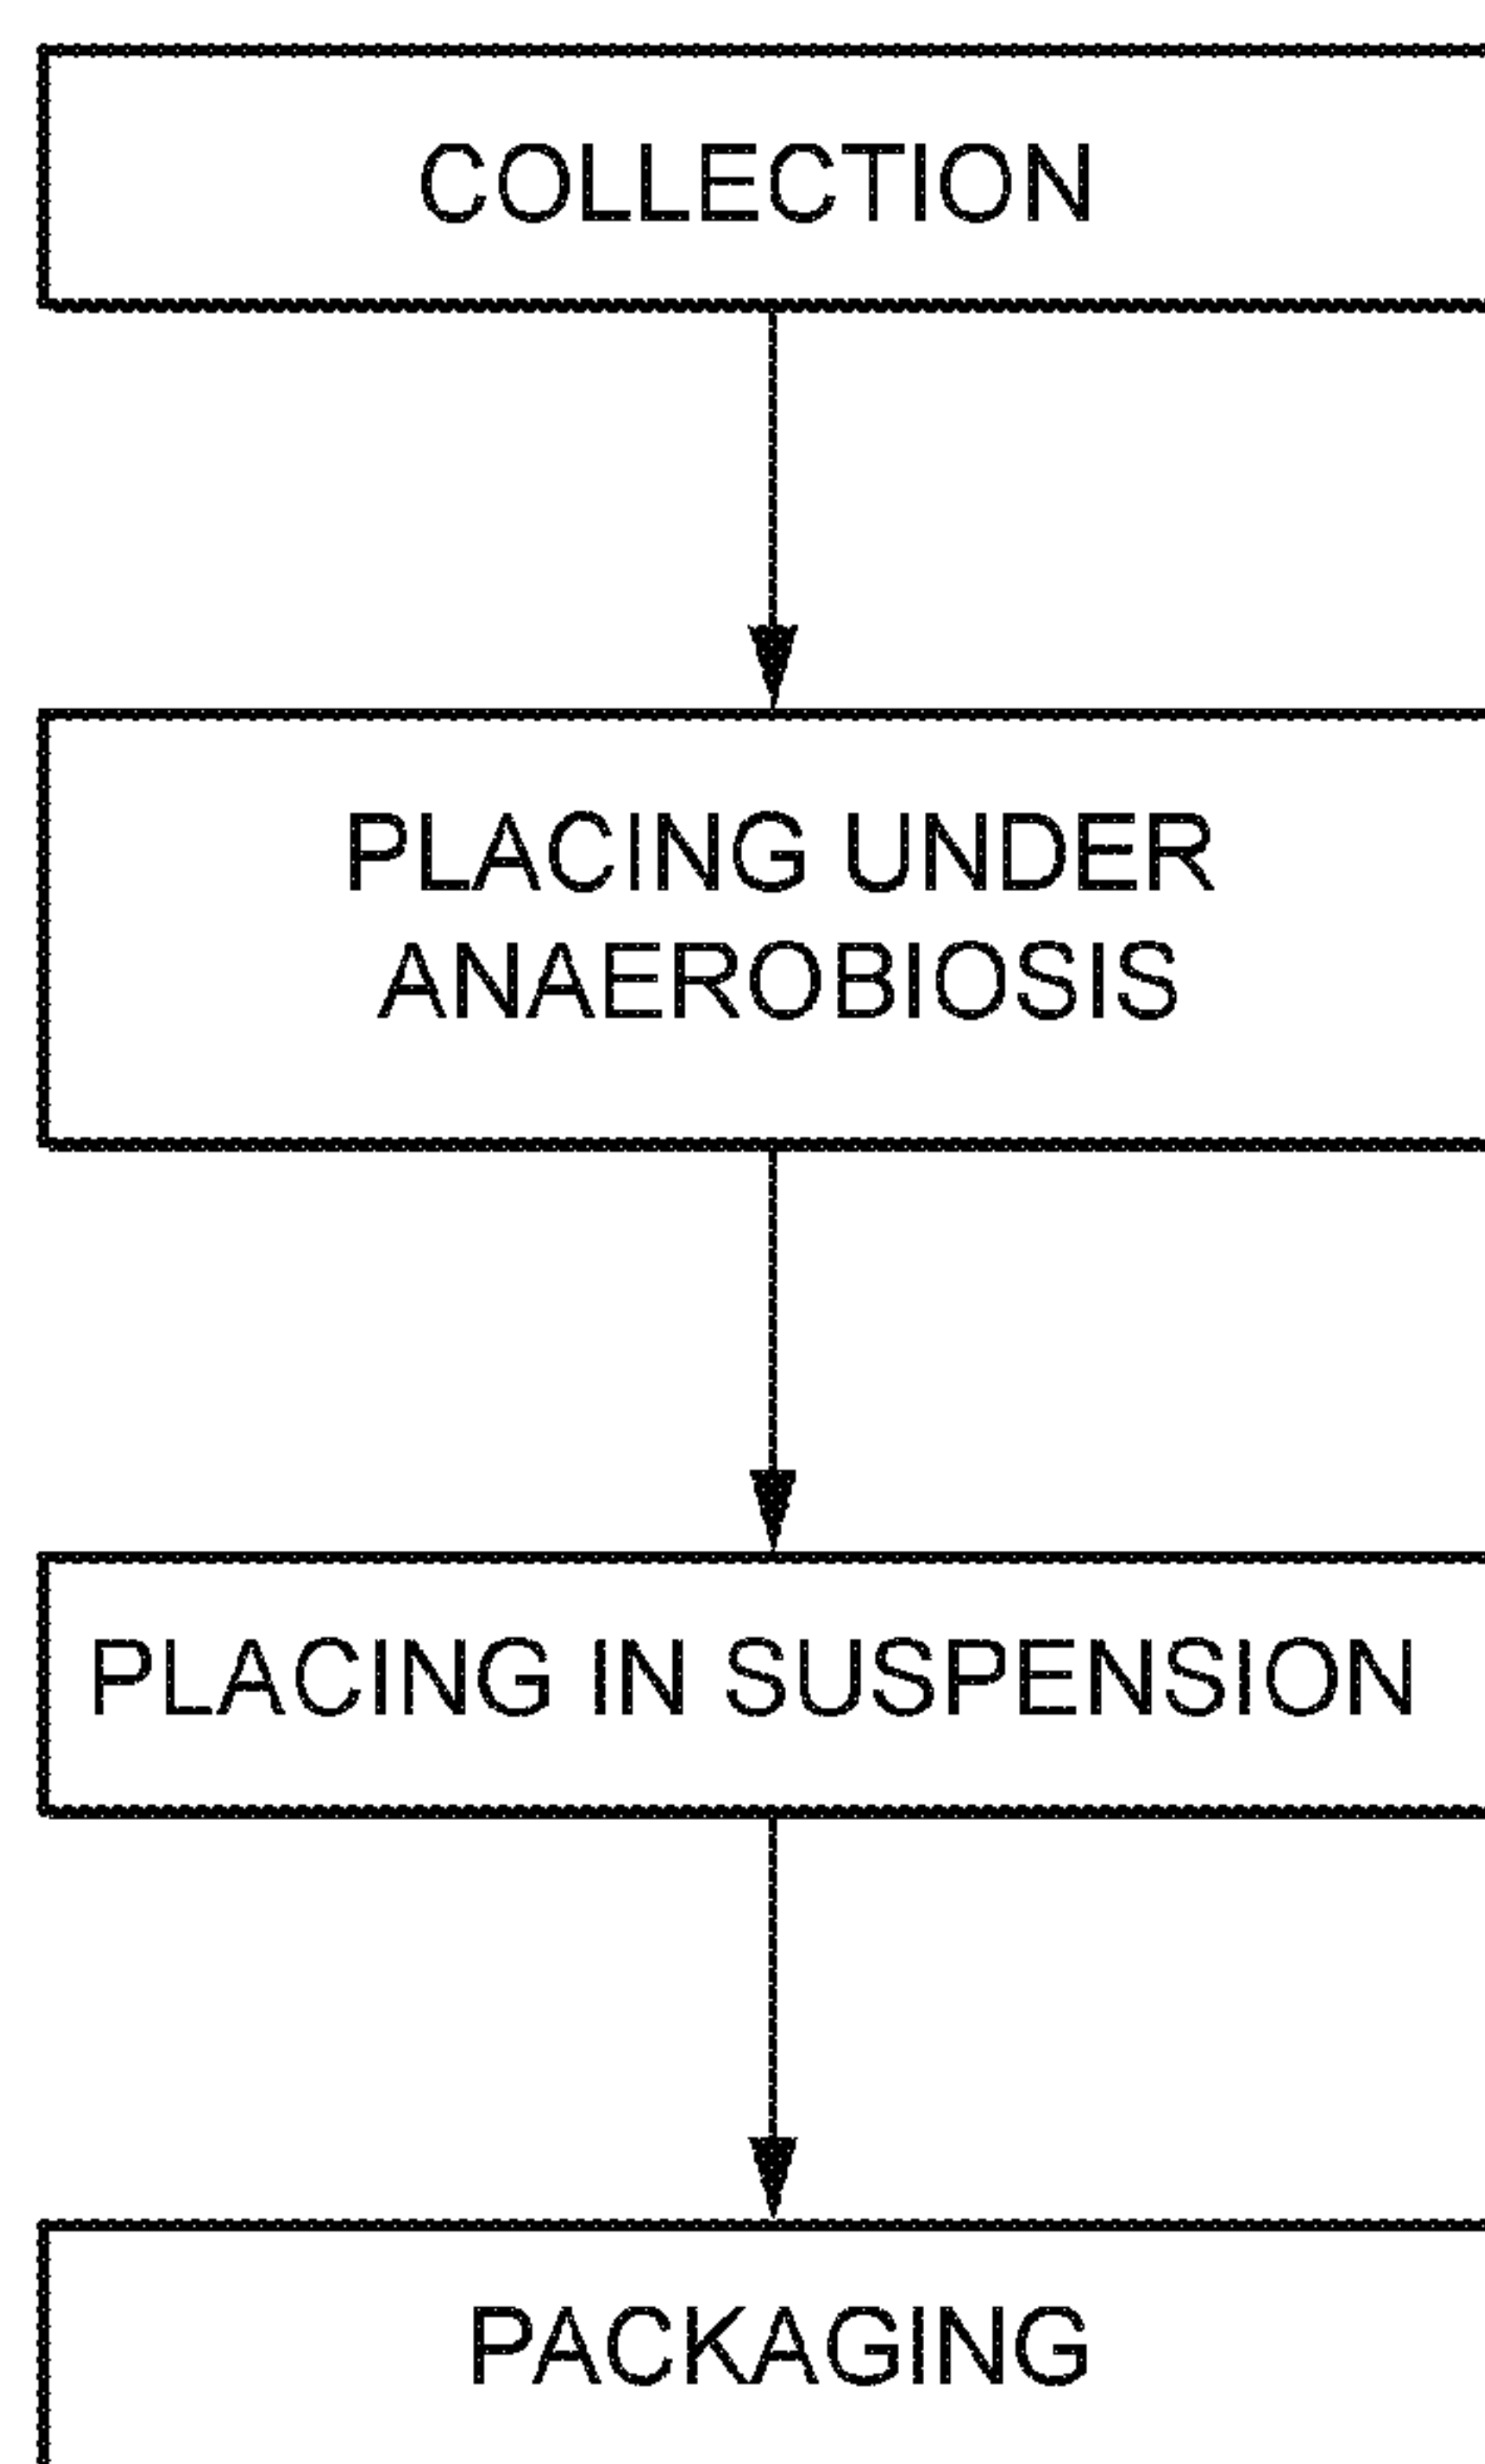 COLLECTION
PLACING UNDER
ANAEROBIOSIS
PLACING IN SUSPENSION
PACKAGING